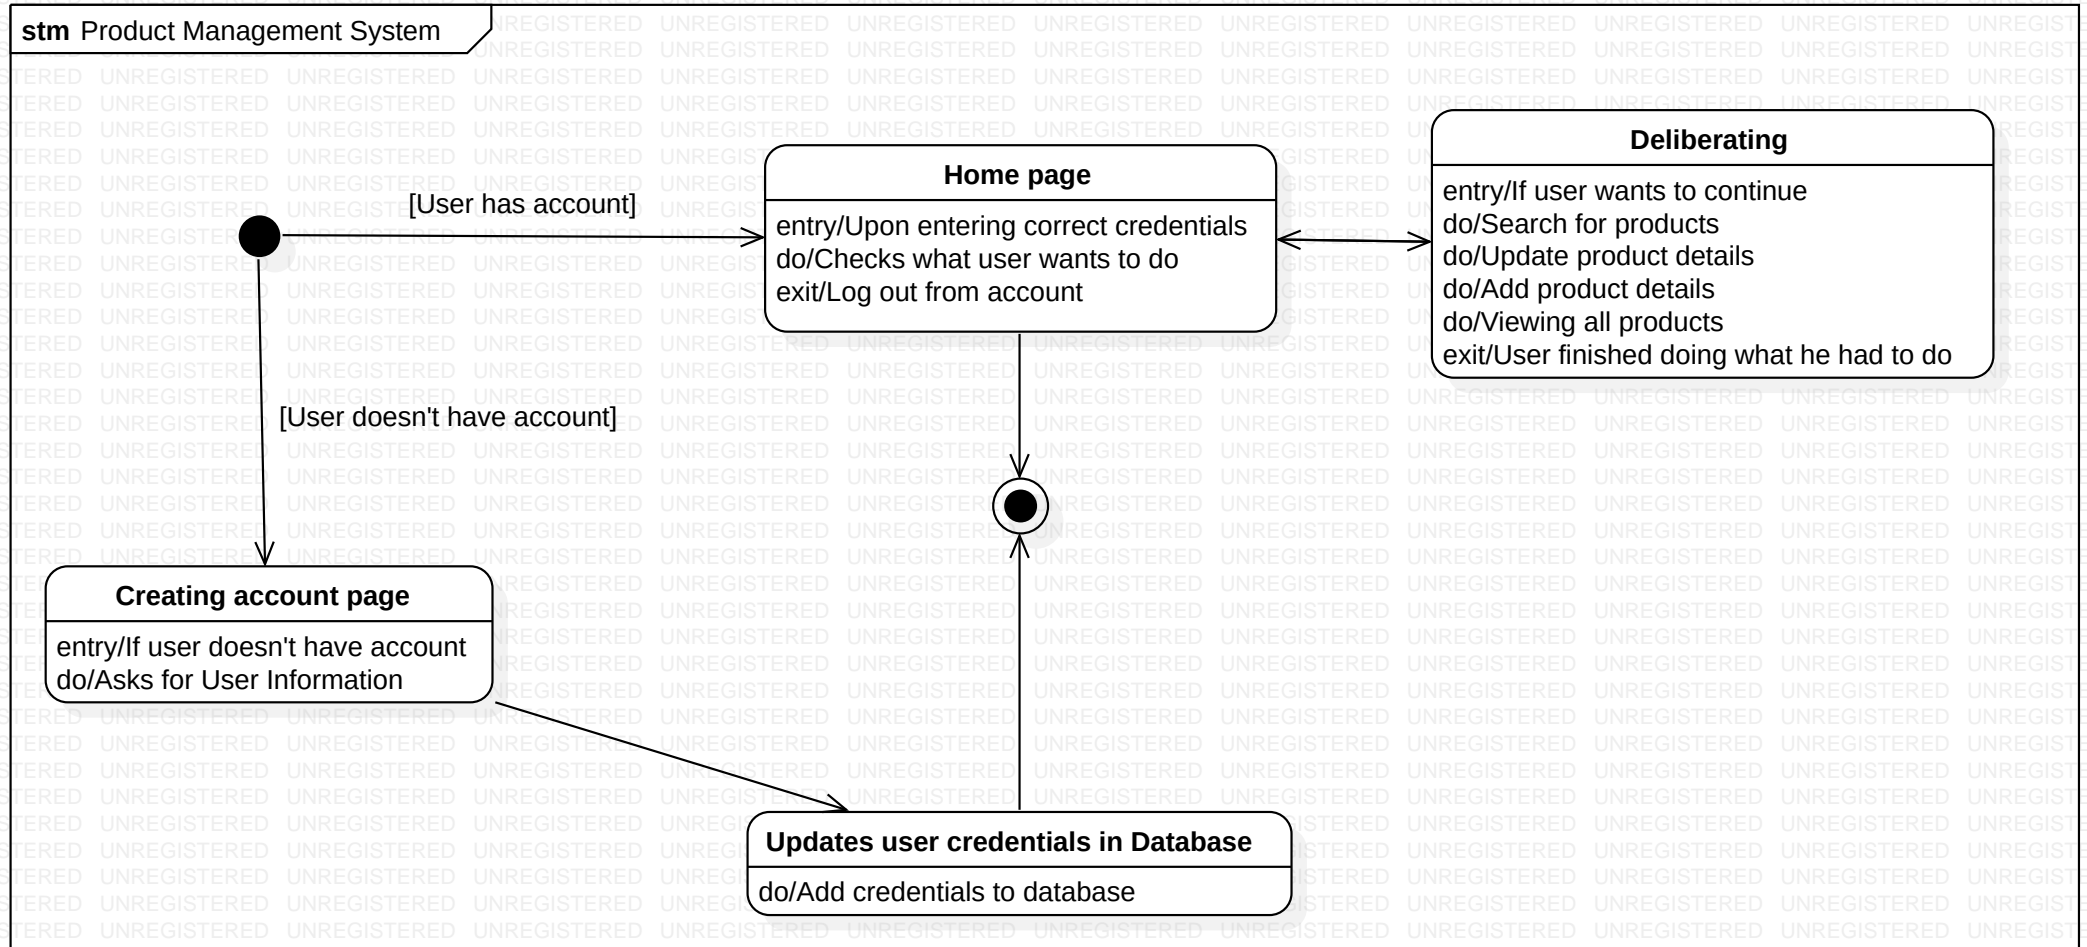 stm Product Management System
Deliberating
entry/If user wants to continue
do/Search for products
do/Update product details
do/Add product details
do/Viewing all products
exit/User finished doing what he had to do
Home page
entry/Upon entering correct credentials
do/Checks what user wants to do
exit/Log out from account
[User has account]
[User doesn't have account]
Creating account page
entry/If user doesn't have account
do/Asks for User Information
Updates user credentials in Database
do/Add credentials to database
UNREGISTERED